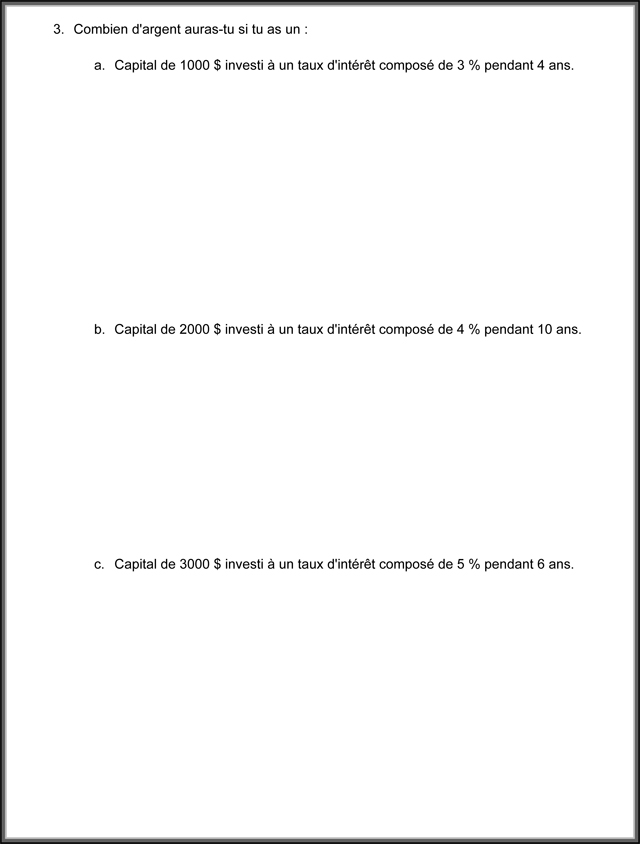 3. Combien d'argent auras-tu si tu as un :
a. Capital de 1000 $ investi à un taux d'intérêt composé de 3 % pendant 4 ans.
b. Capital de 2000 $ investi à un taux d'intérêt composé de 4 % pendant 10 ans.
c. Capital de 3000 $ investi à un taux d'intérêt composé de 5 % pendant 6 ans.